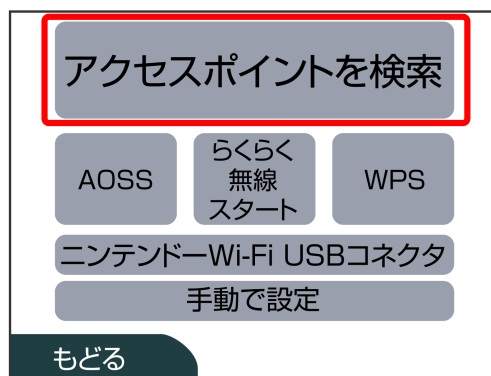 アクセスポイントを検索
AOSS
らくらく
無線
スタート
WPS
ニンテンドーWi-Fi USBコネクタ
手動で設定
もどる